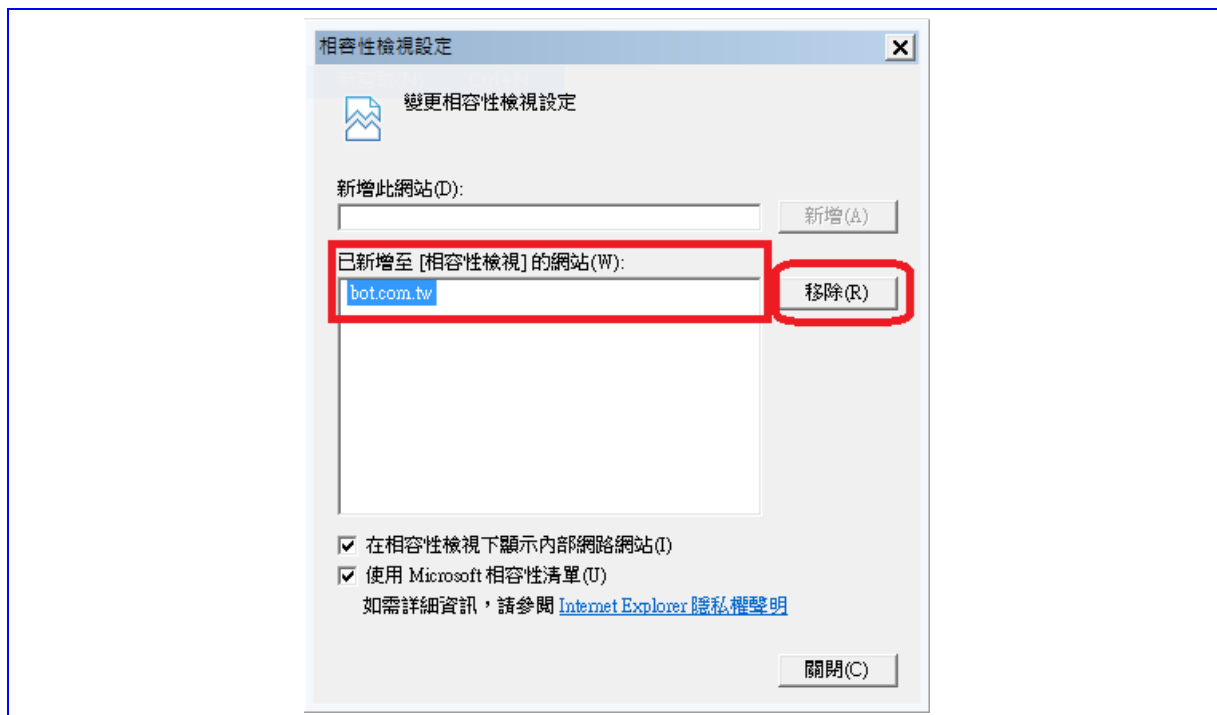 相容性檢視設定
變更相容性檢視設定
新增此網站(D):
新增(A)
已新增至 [相容性檢視] 的網站(W):
bot.com.tw
移除(R)
在相容性檢視下顯示內部網路網站(I)
使用 Microsoft 相容性清單(U)
如需詳細資訊，請參閱 Internet Explorer 隱私權聲明
關閉(C)